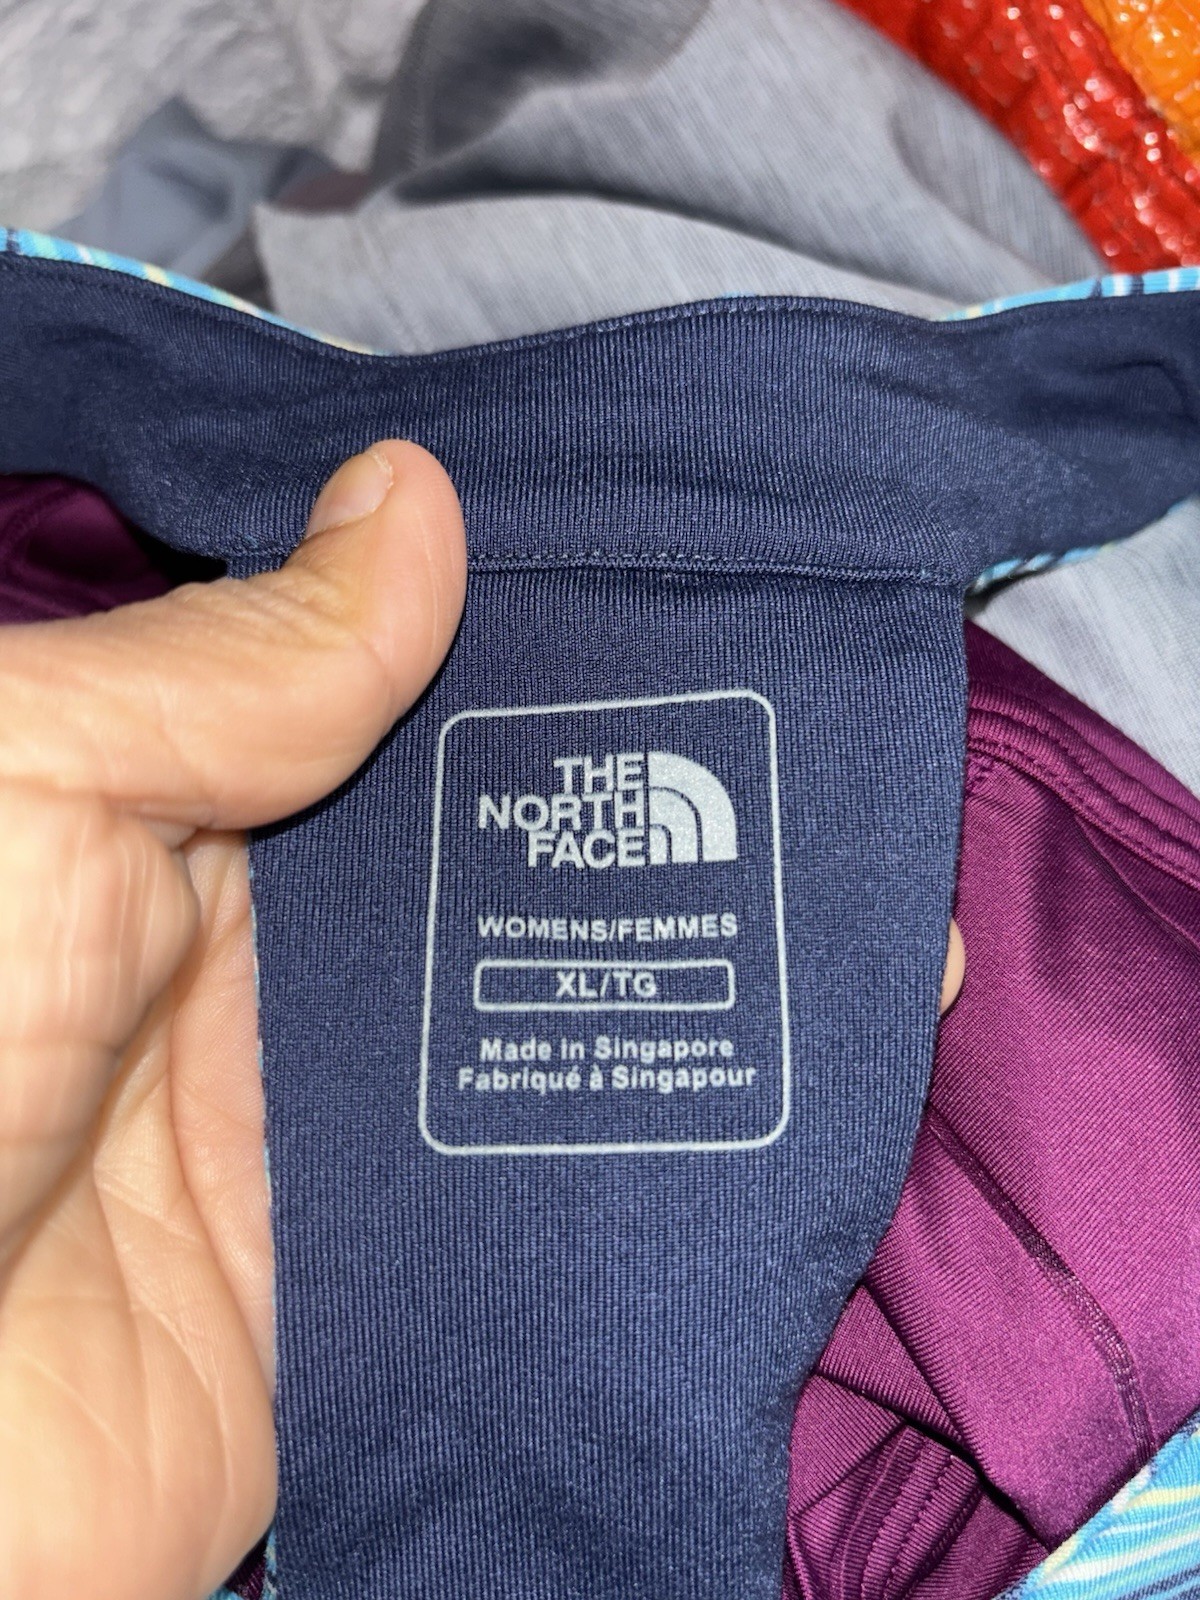 THE
NORTH
FACE
WOMENS/FEMMES
XL/TG
Made in Singapore
Fabriqué à Singapour